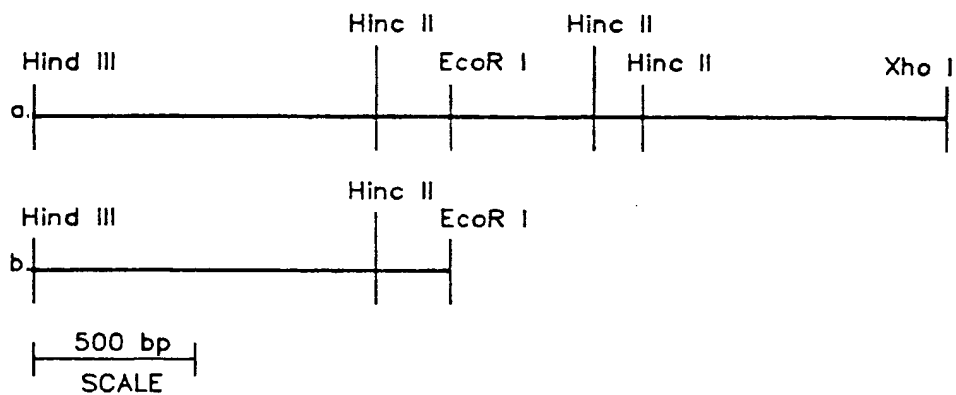 Hinc II Hinc II
Hind III EcoR I Hinc II Xho I
a.
Hinc II
Hind III EcoR I
b.
500 bp
SCALE